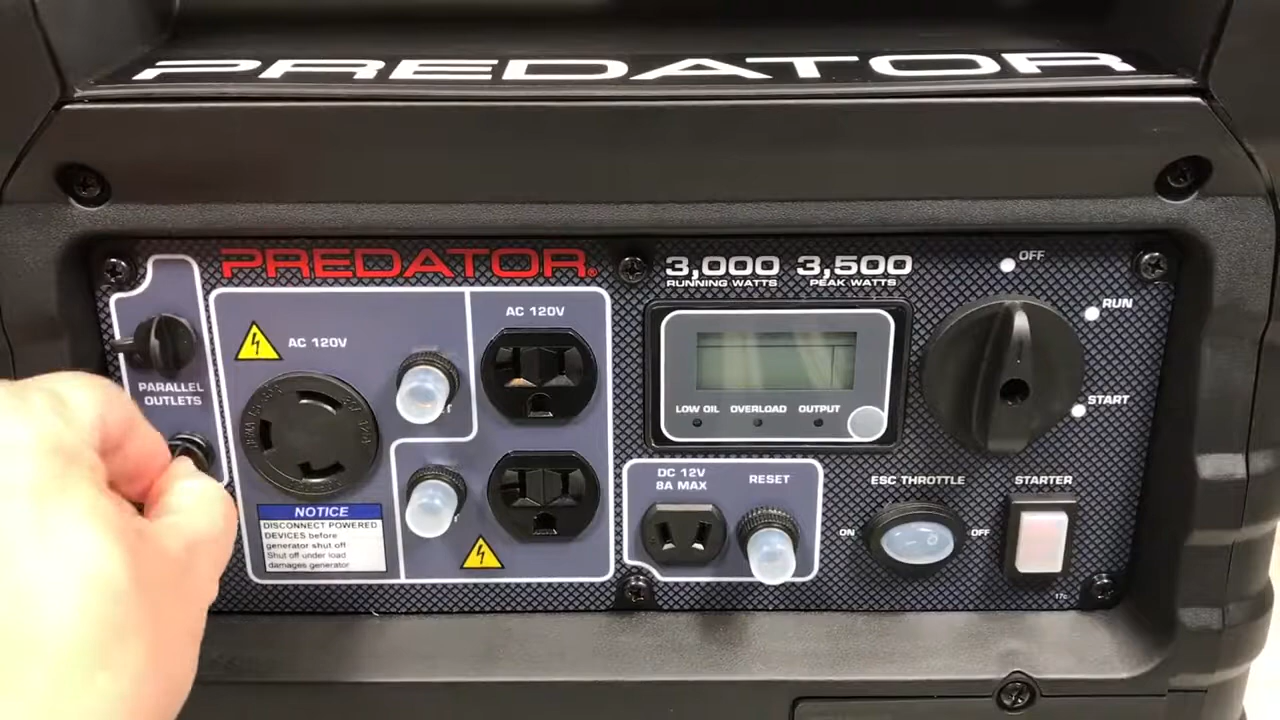 PREDATOR
PREDATOR®
3,000 3,500
RUNNING WATTS PEAK WATTS
OFF
RUN
START
PARALLEL
OUTLETS
AC 120V
AC 120V
NOTICE
DISCONNECT POWERED
DEVICES before
generator shut off
Shut off under load
damages generator
LOW OIL OVERLOAD OUTPUT
DC 12V
8A MAX
RESET
ESC THROTTLE
ON
OFF
STARTER
17c